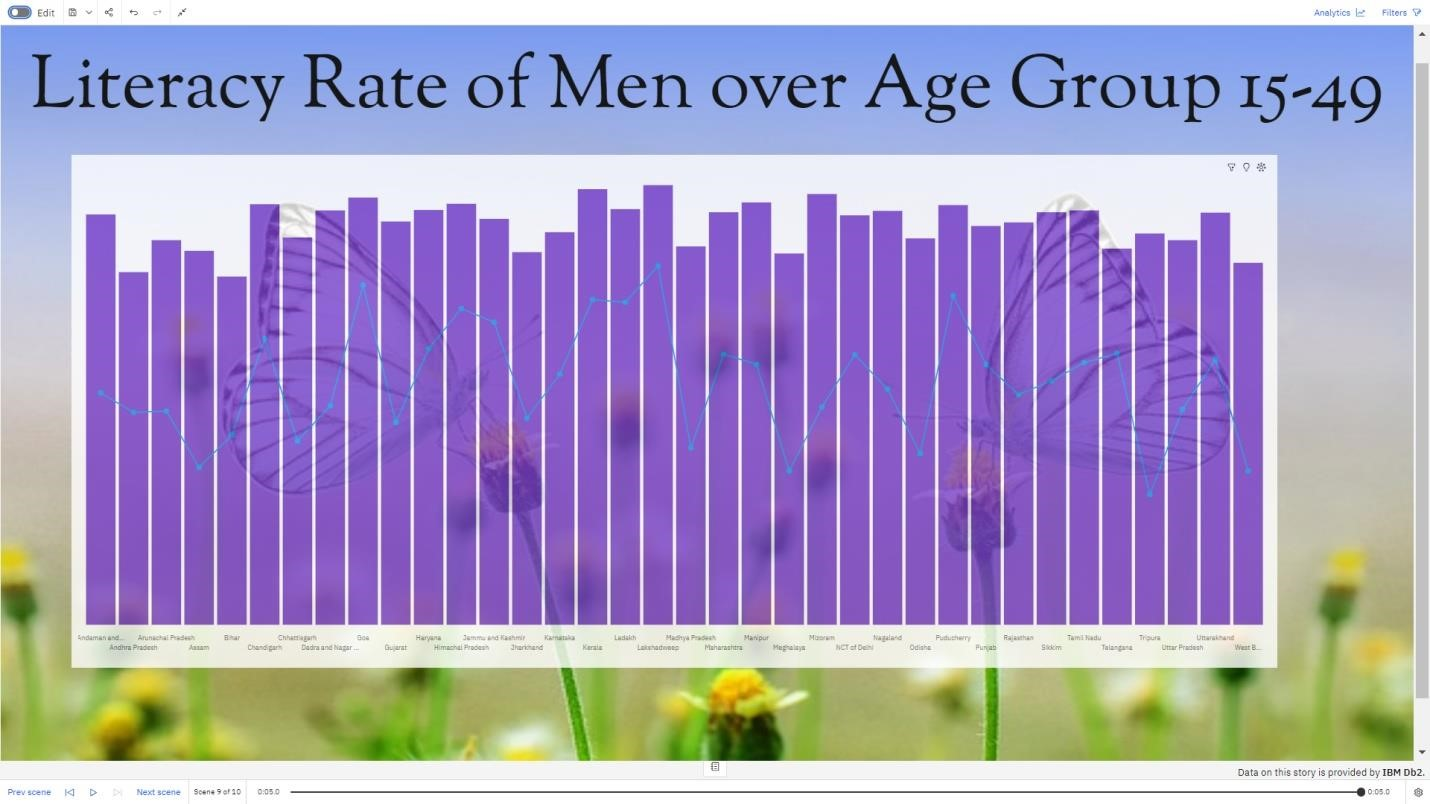 Edit
Analytics
Filters
Literacy Rate of Men over Age Group 15-49
Andaman and... Arunachal Pradesh Bihar Chhattisgarh Goa Haryana Jammu and Kashmir Karnataka Ladakh Madhya Pradesh Manipur Mizoram Nagaland Puducherry Rajasthan Tamil Nadu Tripura Uttarakhand
Andhra Pradesh Assam Chandigarh Dadra and Nagar ... Gujarat Himachal Pradesh Jharkhand Kerala Lakshadweep Maharashtra Meghalaya NCT of Delhi Odisha Punjab Sikkim Telangana Uttar Pradesh West B...
Data on this story is provided by IBM Db2.
Prev scene
Next scene
Scene 9 of 10
0:05.0
0:05.0